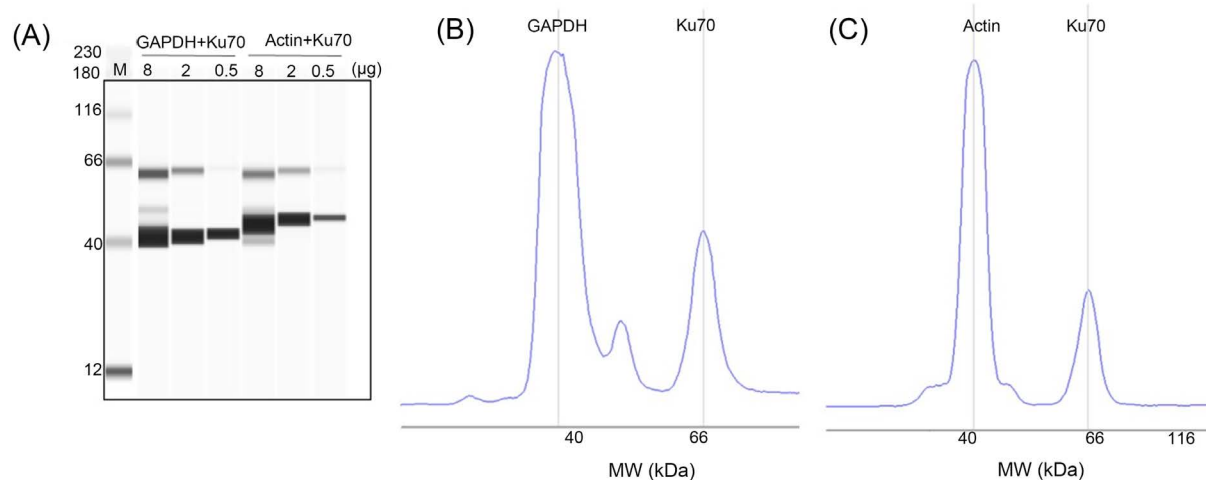 (A)
GAPDH+Ku70 Actin+Ku70
M 8 2 0.5 8 2 0.5 (µg)
230
180
116
66
40
12
(B)
GAPDH Ku70
40 66
MW (kDa)
(C)
Actin Ku70
40 66 116
MW (kDa)